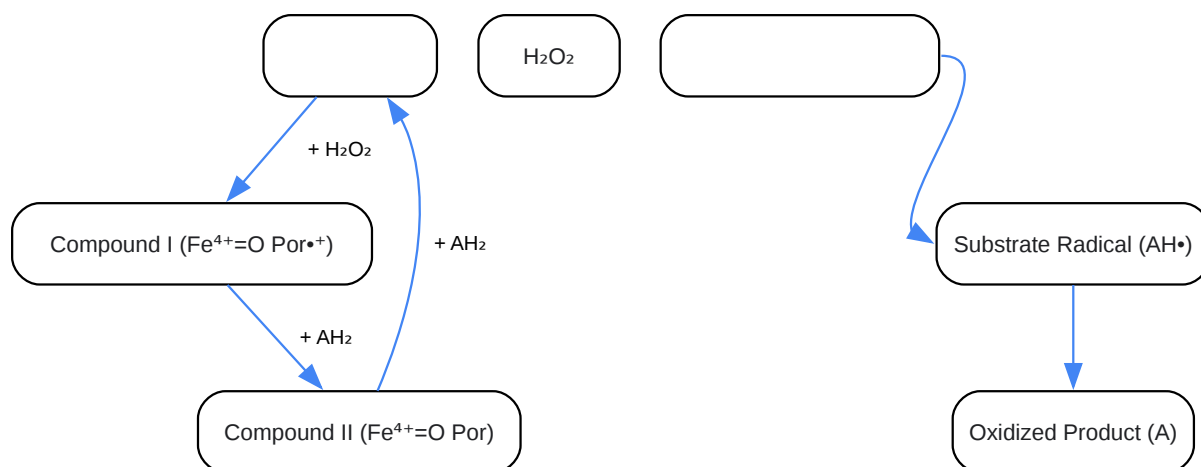 H₂O₂
+ H₂O₂
Compound I (Fe⁴⁺=O Por•⁺)
+ AH₂
Substrate Radical (AH•)
+ AH₂
Compound II (Fe⁴⁺=O Por)
Oxidized Product (A)